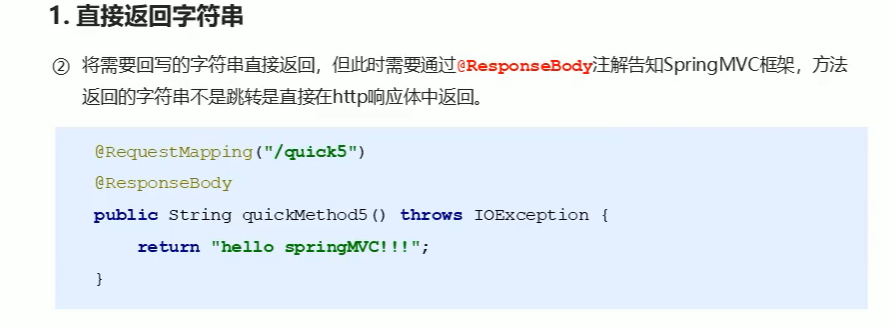 1. 直接返回字符串
② 将需要回写的字符串直接返回，但此时需要通过@ResponseBody注解告知SpringMVC框架，方法
返回的字符串不是跳转是直接在http响应体中返回。
@RequestMapping("/quick5")
@ResponseBody
public String quickMethod5() throws IOException {
    return "hello springMVC!!!";
}